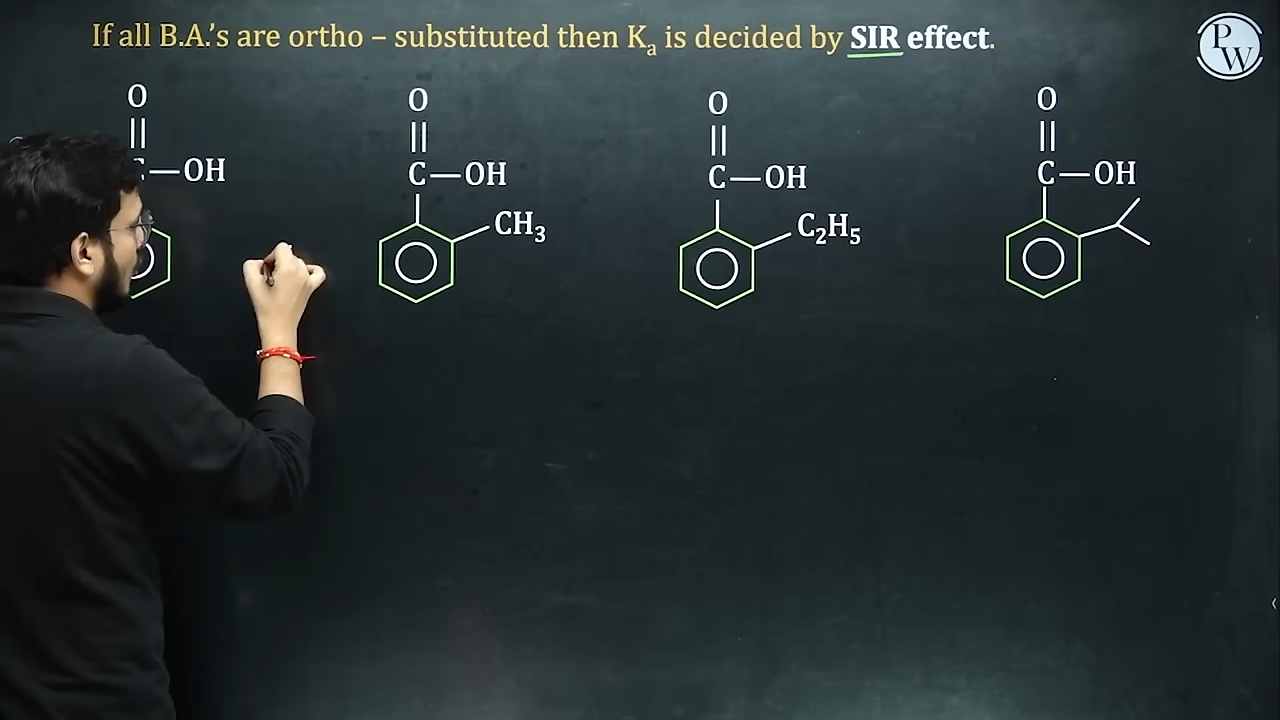 If all B.A.'s are ortho – substituted then Kₐ is decided by SIR effect.
PW
O
C—OH
O
C—OH
CH₃
O
C—OH
C₂H₅
O
C—OH